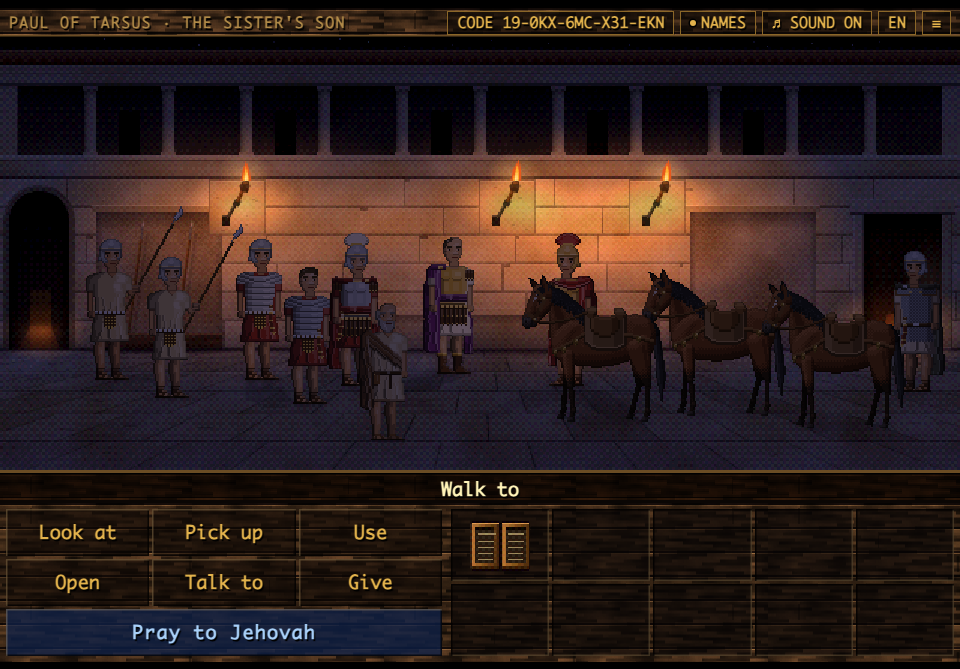 PAUL OF TARSUS · THE SISTER'S SON
CODE 19-0KX-6MC-X31-EKN
• NAMES
♬ SOUND ON
EN
≡
Walk to
Look at
Pick up
Use
Open
Talk to
Give
Pray to Jehovah